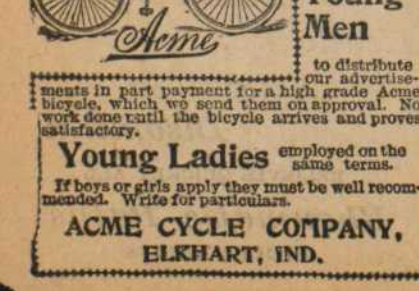 Young
Men
Acme
to distribute
our advertise-
ments in part payment for a high grade Acme
bicycle, which we send them on approval. No
work done until the bicycle arrives and proves
satisfactory.
Young Ladies employed on the
same terms.
If boys or girls apply they must be well recom-
mended. Write for particulars.
ACME CYCLE COMPANY,
ELKHART, IND.